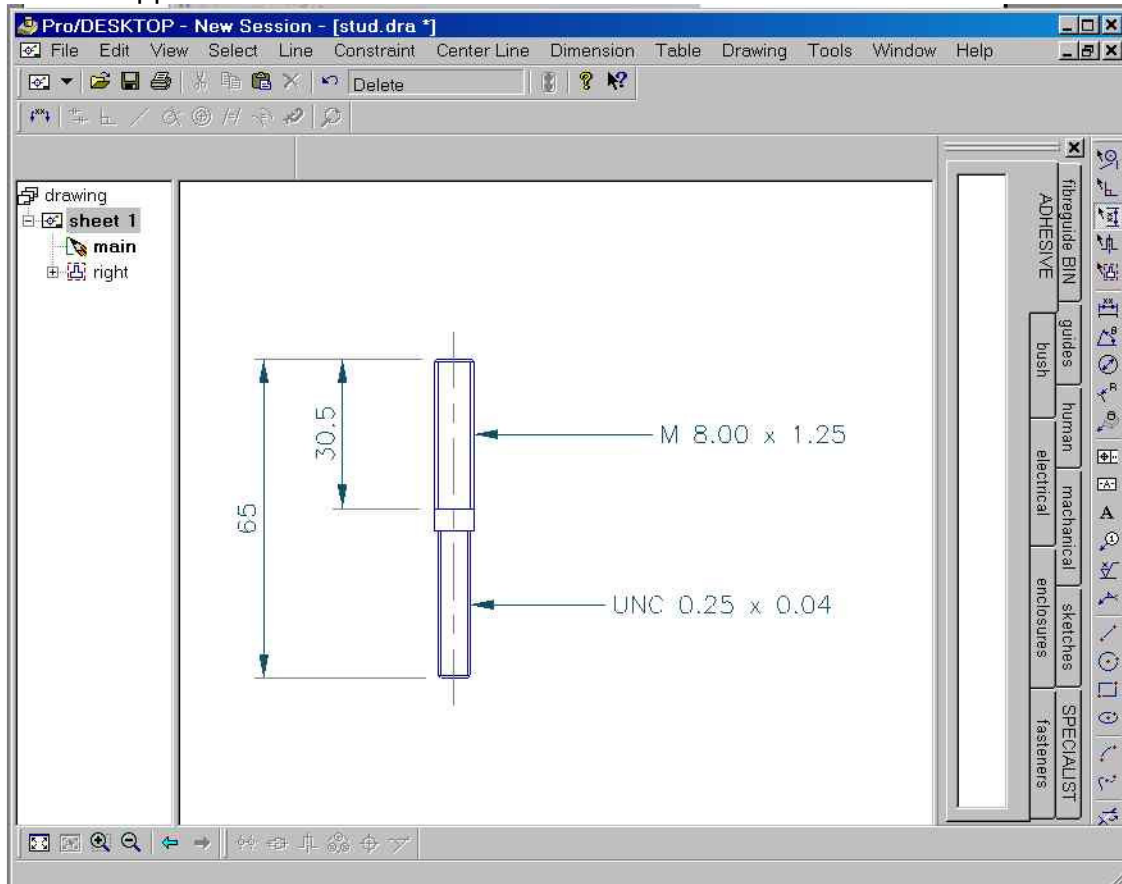 Pro/DESKTOP - New Session - [stud.dra *]
File Edit View Select Line Constraint Center Line Dimension Table Drawing Tools Window Help
Delete
drawing
sheet 1
main
right
65
30.5
M 8.00 x 1.25
UNC 0.25 x 0.04
ADHESIVE
bush
electrical
enclosures
fasteners
fibreguide BIN
guides
human
machanical
sketches
SPECIALIST